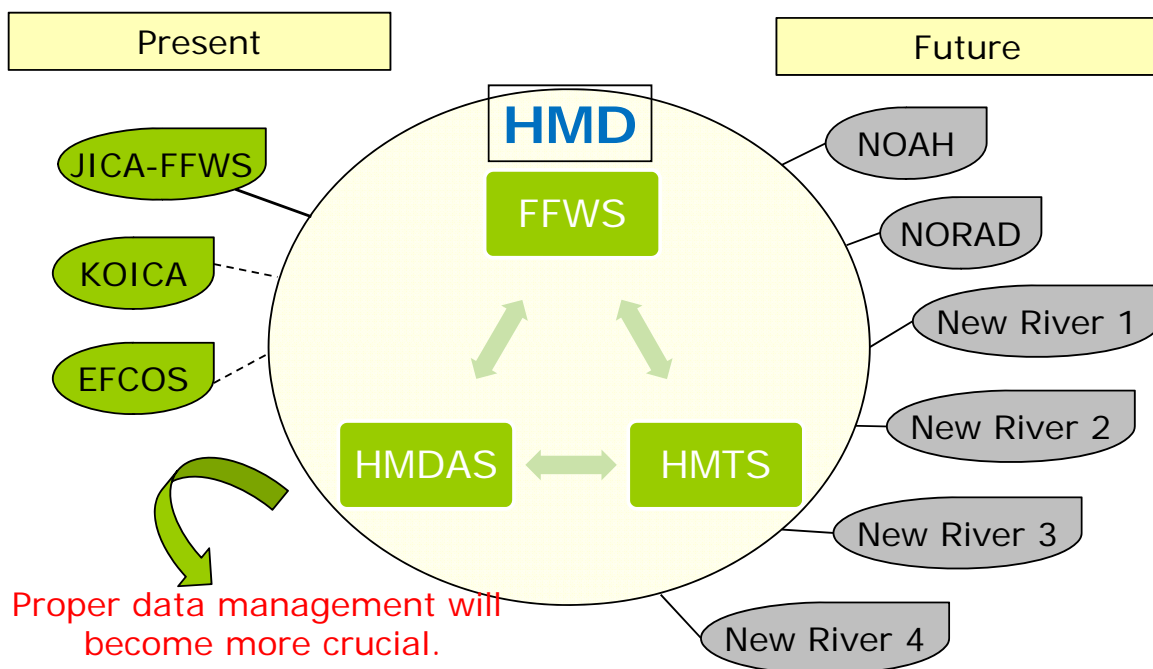 Present
Future
HMD
JICA-FFWS
KOICA
EFCOS
FFWS
HMDAS
HMTS
NOAH
NORAD
New River 1
New River 2
New River 3
New River 4
Proper data management will
become more crucial.